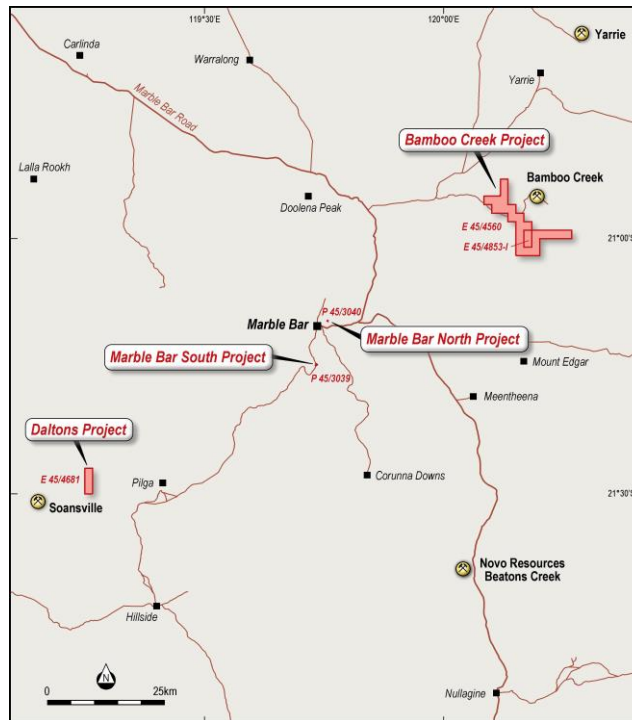 119°30'E
120°00'E
Carlinda
Warralong
Yarrie
Yarrie
Marble Bar Road
Bamboo Creek Project
Lalla Rookh
Doolena Peak
Bamboo Creek
E 45/4560
E 45/4853-I
21°00'S
P 45/3040
Marble Bar
Marble Bar North Project
Marble Bar South Project
P 45/3039
Mount Edgar
Meentheena
Daltons Project
E 45/4681
Pilga
Corunna Downs
21°30'S
Soansville
Novo Resources
Beatons Creek
Hillside
N
0
25km
Nullagine